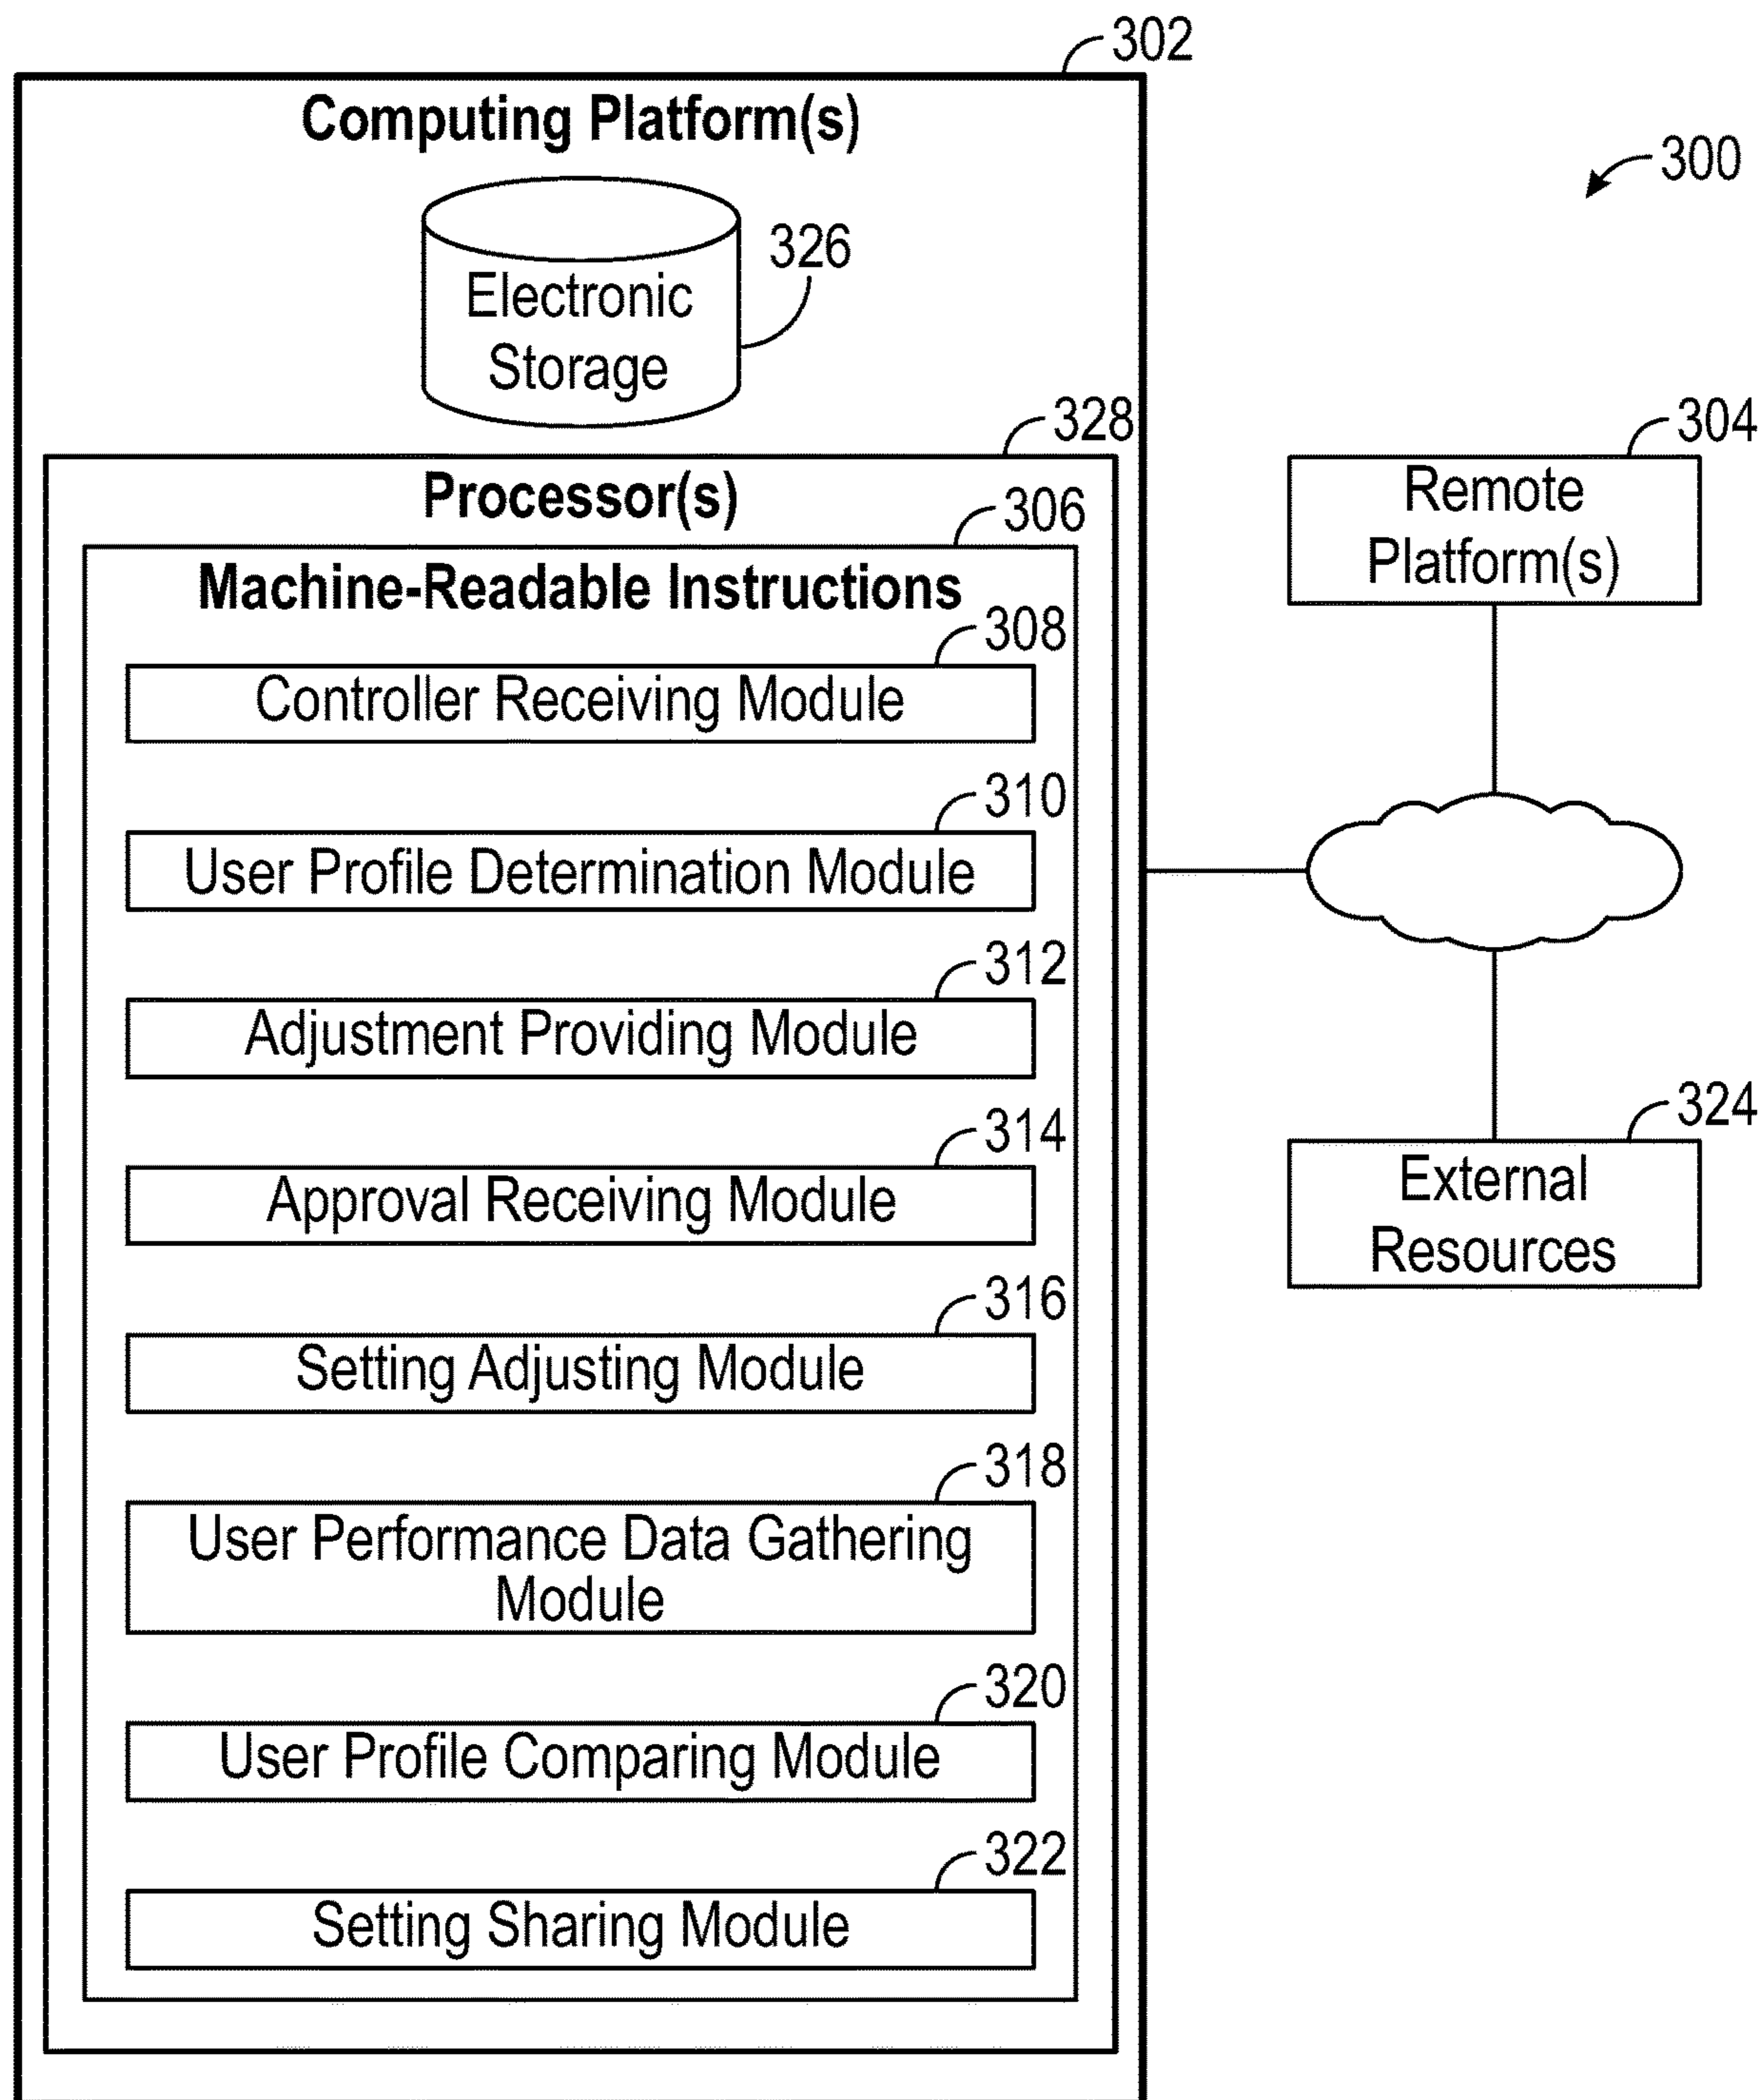 302
Computing Platform(s)
300
326
Electronic
Storage
328
Processor(s)
304
Remote
Platform(s)
306
Machine-Readable Instructions
308
Controller Receiving Module
310
User Profile Determination Module
312
Adjustment Providing Module
314
Approval Receiving Module
324
External
Resources
316
Setting Adjusting Module
318
User Performance Data Gathering
Module
320
User Profile Comparing Module
322
Setting Sharing Module